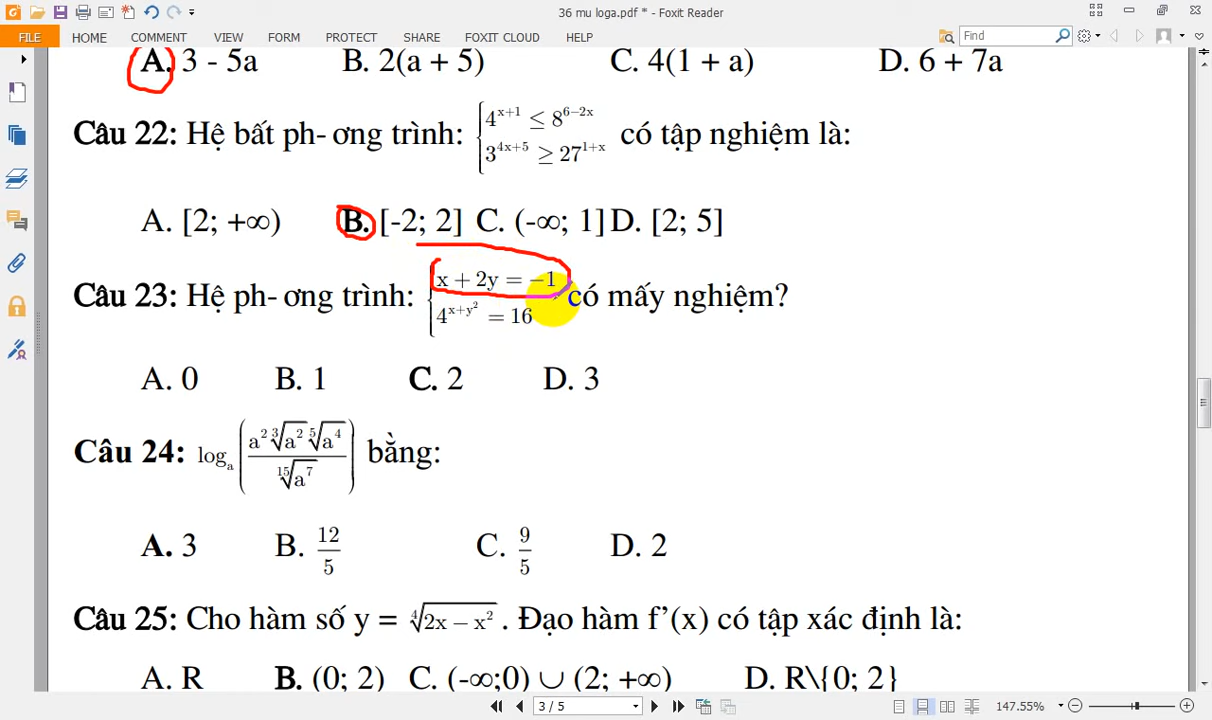 36 mu loga.pdf * - Foxit Reader
FILE HOME COMMENT VIEW FORM PROTECT SHARE FOXIT CLOUD HELP Find
A. 3 - 5a B. 2(a + 5) C. 4(1 + a) D. 6 + 7a
Câu 22: Hệ bất ph- ơng trình: { 4^{x+1} ≤ 8^{6−2x} ; 3^{4x+5} ≥ 27^{1+x} có tập nghiệm là:
A. [2; +∞) B. [-2; 2] C. (-∞; 1] D. [2; 5]
Câu 23: Hệ ph- ơng trình: { x + 2y = −1 ; 4^{x+y²} = 16 có mấy nghiệm?
A. 0 B. 1 C. 2 D. 3
Câu 24: log_a ( (a² ∛a² ⁵√a⁴) / ¹⁵√a⁷ ) bằng:
A. 3 B. 12/5 C. 9/5 D. 2
Câu 25: Cho hàm số y = ⁴√(2x − x²) . Đạo hàm f’(x) có tập xác định là:
A. R B. (0; 2) C. (-∞;0) ∪ (2; +∞) D. R\{0; 2}
3 / 5 147.55%